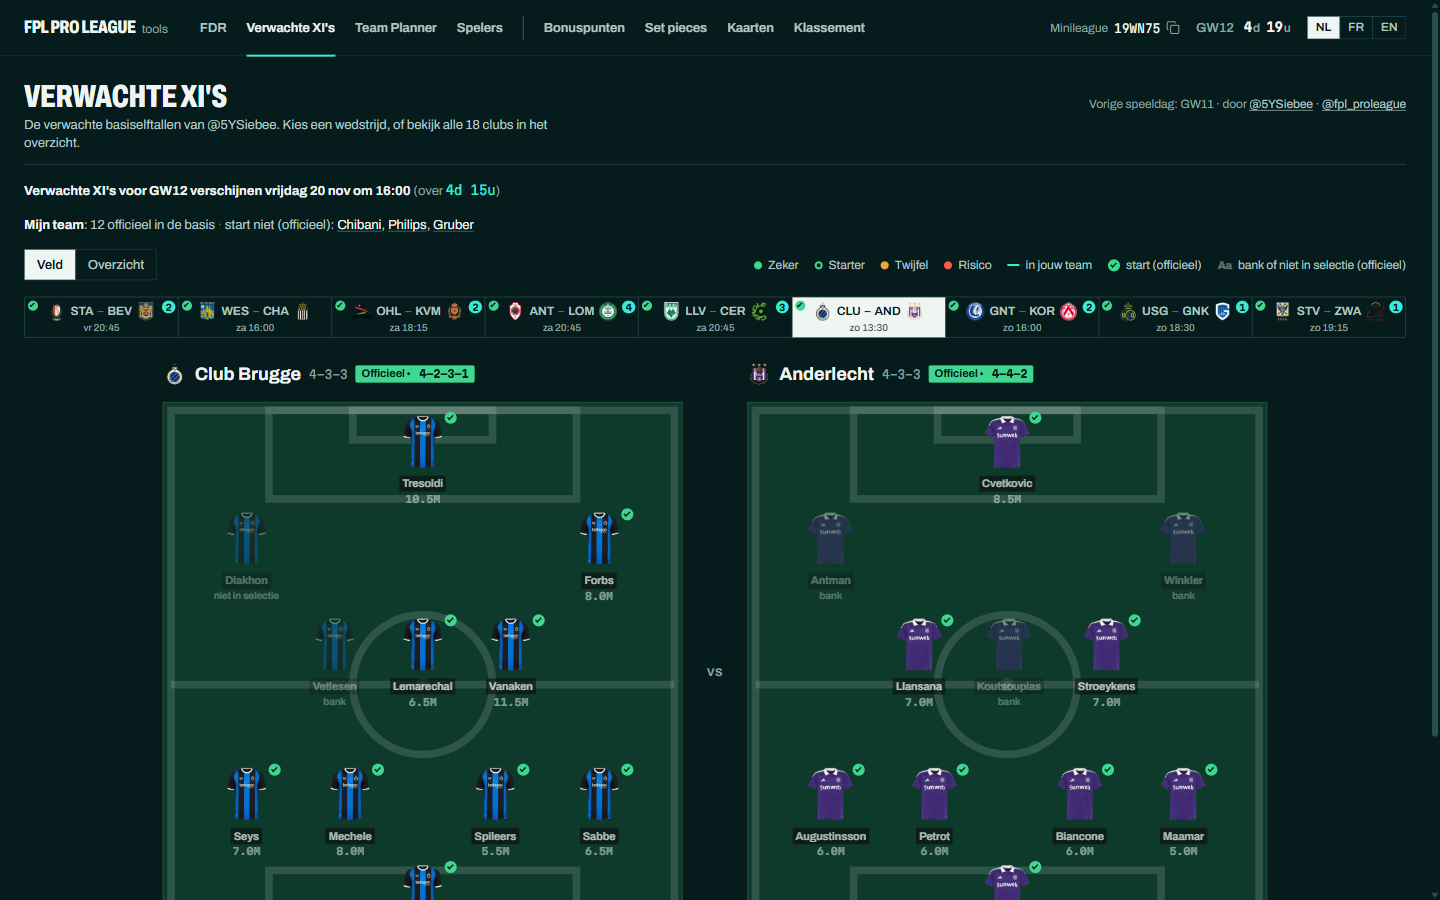 FPL PRO LEAGUE tools
FDR
Verwachte XI's
Team Planner
Spelers
Bonuspunten
Set pieces
Kaarten
Klassement
Minileague 19WN75
GW12 4d 19u
NL FR EN
VERWACHTE XI'S
De verwachte basiselftallen van @5YSiebee. Kies een wedstrijd, of bekijk alle 18 clubs in het
overzicht.
Vorige speeldag: GW11 · door @5YSiebee · @fpl_proleague
Verwachte XI's voor GW12 verschijnen vrijdag 20 nov om 16:00 (over 4d 15u)
Mijn team: 12 officieel in de basis · start niet (officieel): Chibani, Philips, Gruber
Veld
Overzicht
Zeker
Starter
Twijfel
Risico
in jouw team
start (officieel)
Aa bank of niet in selectie (officieel)
STA – BEV 2
vr 20:45
WES – CHA
za 16:00
OHL – KVM 2
za 18:15
ANT – LOM 4
za 20:45
LLV – CER 3
za 20:45
CLU – AND
zo 13:30
GNT – KOR 2
zo 16:00
USG – GNK 1
zo 18:30
STV – ZWA 1
zo 19:15
Club Brugge 4–3–3 Officieel · 4–2–3–1
Tresoldi
10.5M
Diakhon
niet in selectie
Forbs
8.0M
Vetlesen
bank
Lemarechal
6.5M
Vanaken
11.5M
Seys
7.0M
Mechele
8.0M
Spileers
5.5M
Sabbe
6.5M
VS
Anderlecht 4–3–3 Officieel · 4–4–2
Cvetkovic
8.5M
Antman
bank
Winkler
bank
Llansana
7.0M
Koutsoupias
bank
Stroeykens
7.0M
Augustinsson
6.0M
Petrot
6.0M
Biancone
6.0M
Maamar
5.0M